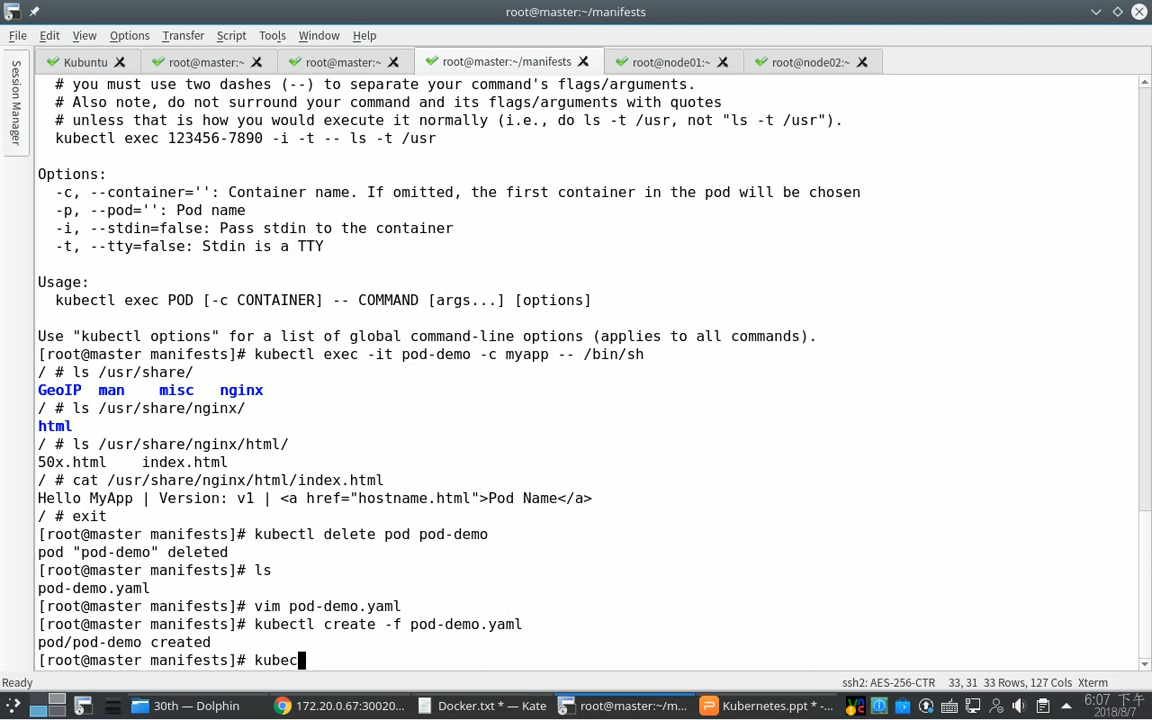 root@master:~/manifests
File Edit View Options Transfer Script Tools Window Help
Session Manager
Kubuntu root@master:~ root@master:~ root@master:~/manifests root@node01:~ root@node02:~
# you must use two dashes (--) to separate your command's flags/arguments.
# Also note, do not surround your command and its flags/arguments with quotes
# unless that is how you would execute it normally (i.e., do ls -t /usr, not "ls -t /usr").
kubectl exec 123456-7890 -i -t -- ls -t /usr
Options:
-c, --container='': Container name. If omitted, the first container in the pod will be chosen
-p, --pod='': Pod name
-i, --stdin=false: Pass stdin to the container
-t, --tty=false: Stdin is a TTY
Usage:
kubectl exec POD [-c CONTAINER] -- COMMAND [args...] [options]
Use "kubectl options" for a list of global command-line options (applies to all commands).
[root@master manifests]# kubectl exec -it pod-demo -c myapp -- /bin/sh
/ # ls /usr/share/
GeoIP man misc nginx
/ # ls /usr/share/nginx/
html
/ # ls /usr/share/nginx/html/
50x.html index.html
/ # cat /usr/share/nginx/html/index.html
Hello MyApp | Version: v1 | <a href="hostname.html">Pod Name</a>
/ # exit
[root@master manifests]# kubectl delete pod pod-demo
pod "pod-demo" deleted
[root@master manifests]# ls
pod-demo.yaml
[root@master manifests]# vim pod-demo.yaml
[root@master manifests]# kubectl create -f pod-demo.yaml
pod/pod-demo created
[root@master manifests]# kubec
Ready ssh2: AES-256-CTR 33, 31 33 Rows, 127 Cols Xterm
30th — Dolphin 172.20.0.67:30020... Docker.txt * — Kate root@master:~/m... Kubernetes.ppt * -... 6:07 下午
2018/8/7